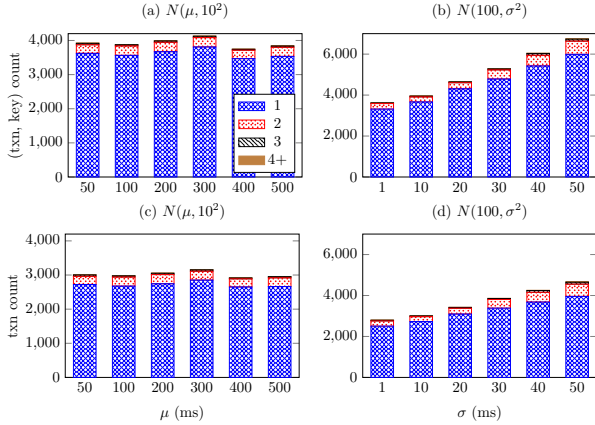 (a) N(μ, 10²)
(b) N(100, σ²)
(txn, key) count
4,000
3,000
2,000
1,000
0
1
2
3
4+
50 100 200 300 400 500
6,000
4,000
2,000
0
1 10 20 30 40 50
(c) N(μ, 10²)
(d) N(100, σ²)
txn count
4,000
3,000
2,000
1,000
0
50 100 200 300 400 500
μ (ms)
6,000
4,000
2,000
0
1 10 20 30 40 50
σ (ms)